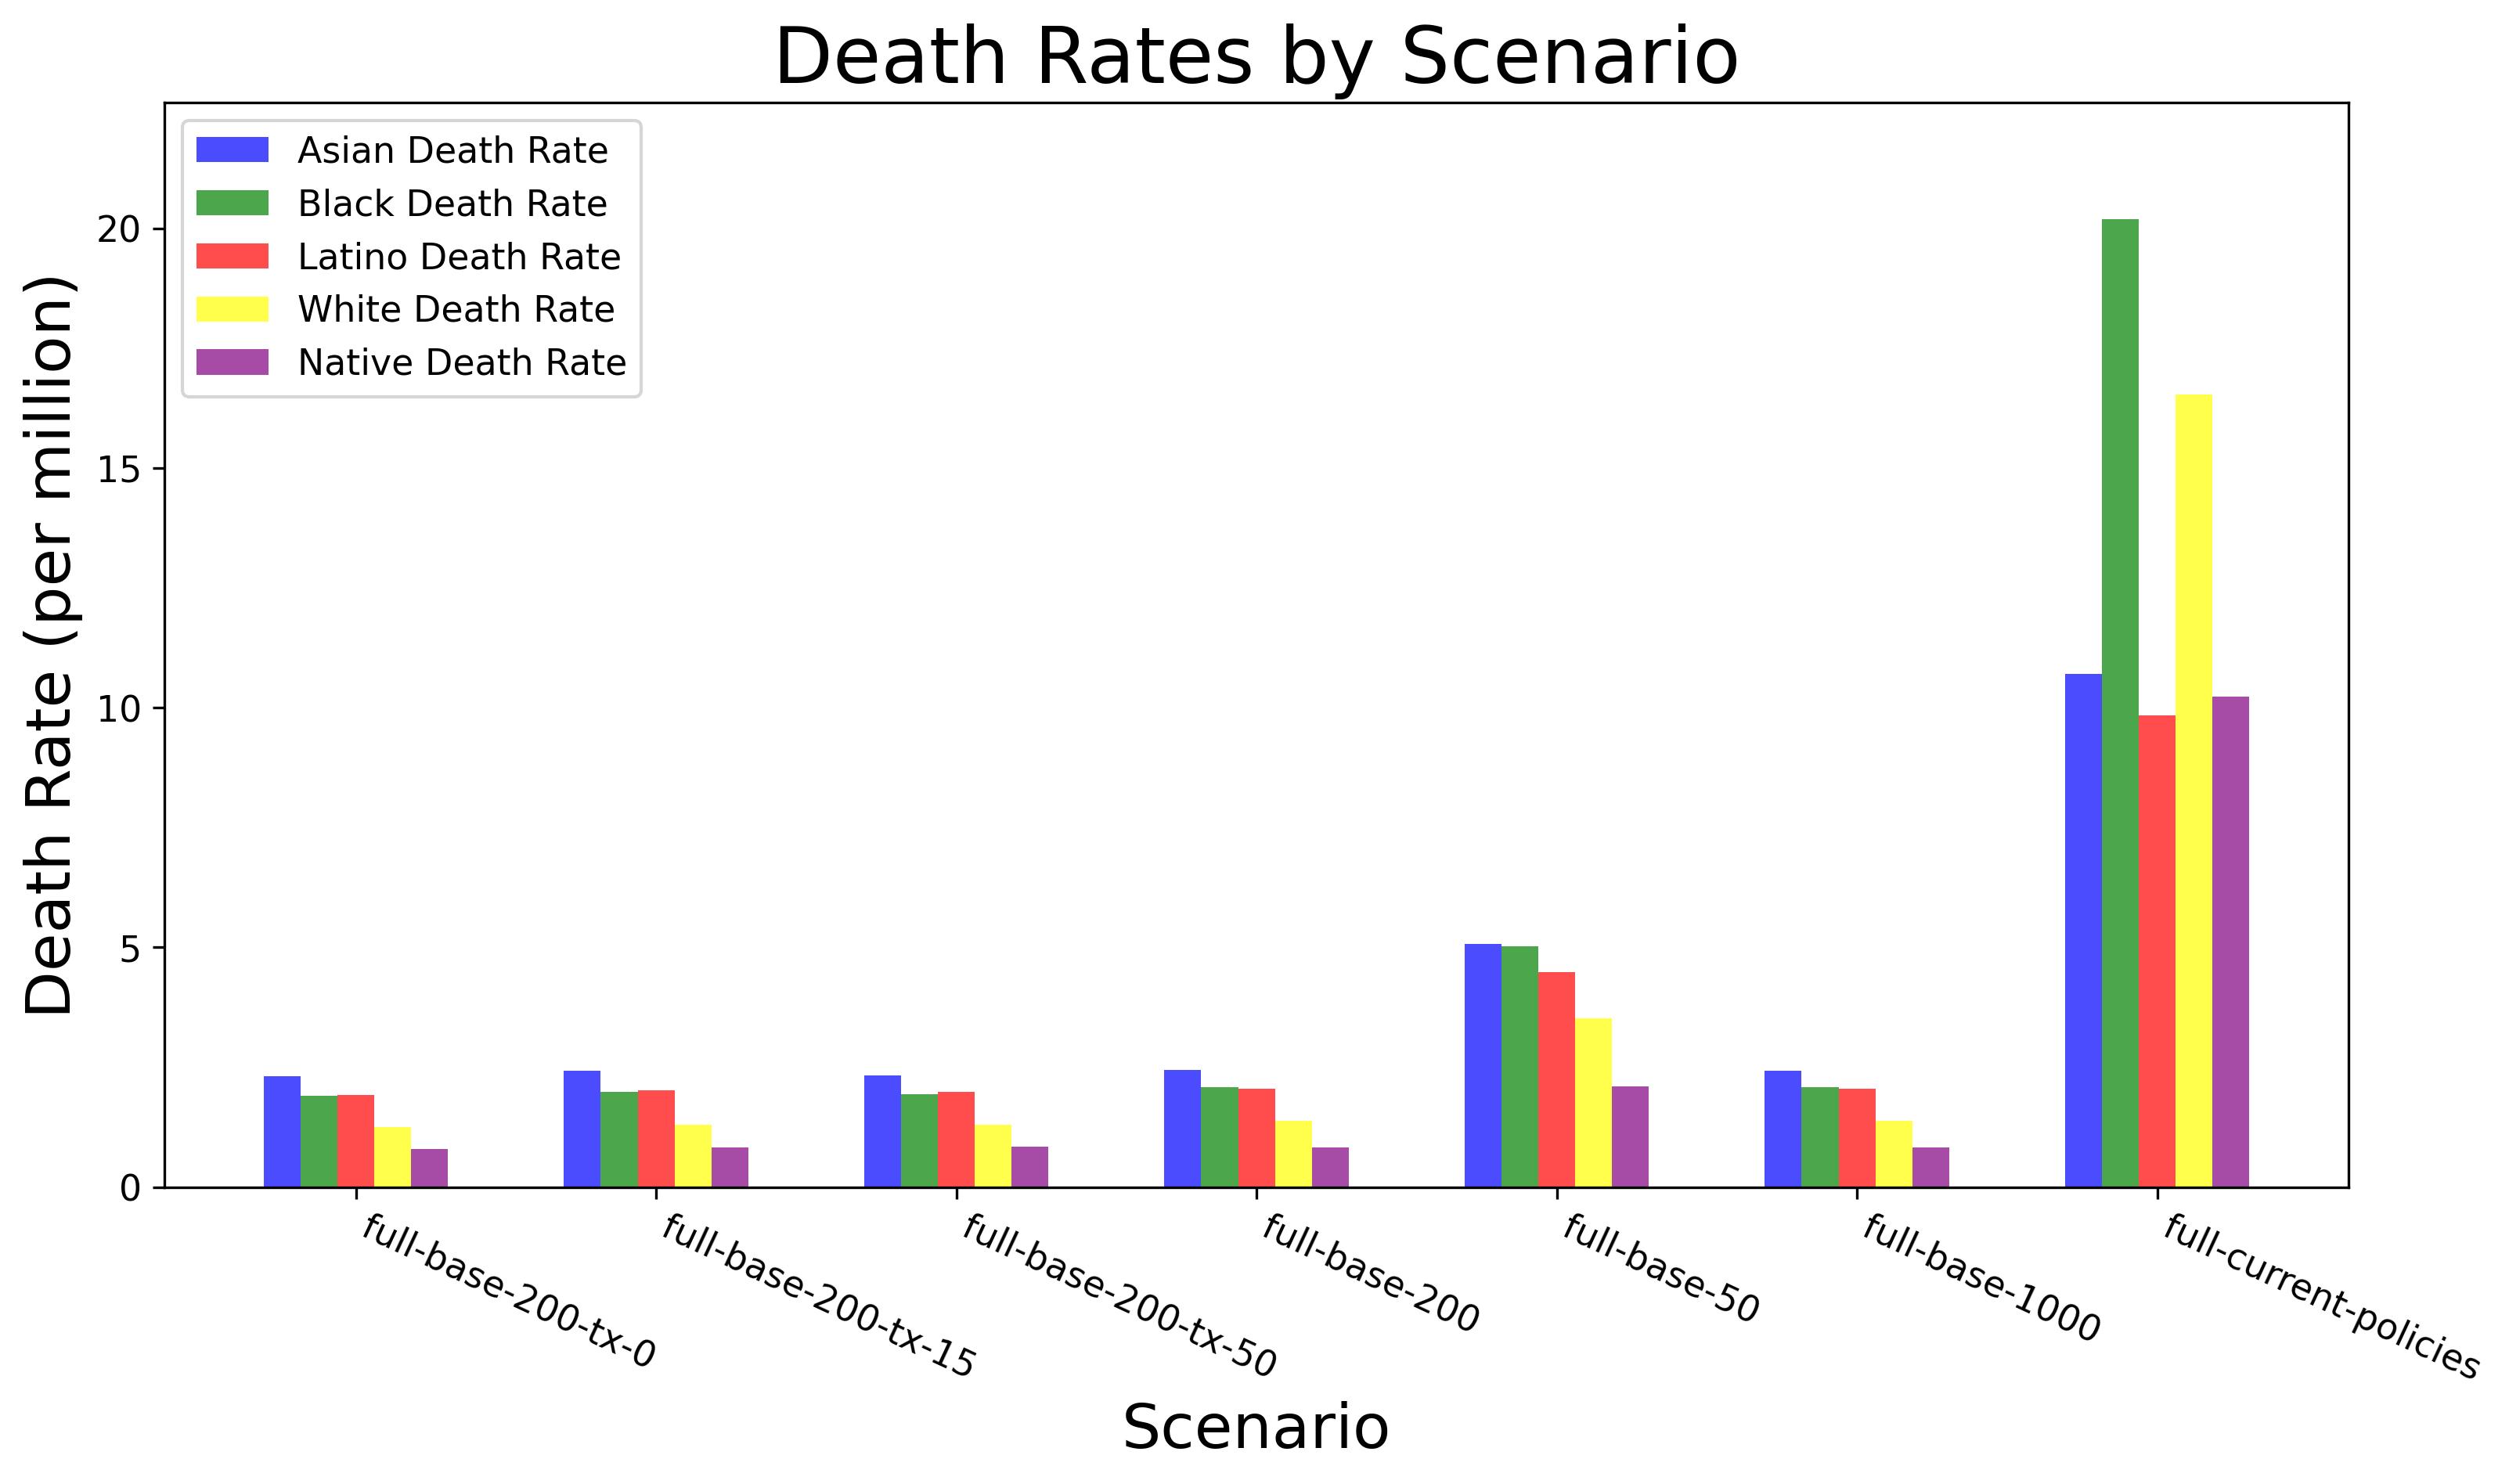 Death Rates by Scenario
Asian Death Rate
Black Death Rate
Latino Death Rate
White Death Rate
Native Death Rate
Death Rate (per million)
20
15
10
5
0
full-base-200-tx-0
full-base-200-tx-15
full-base-200-tx-50
full-base-200
full-base-50
full-base-1000
full-current-policies
Scenario